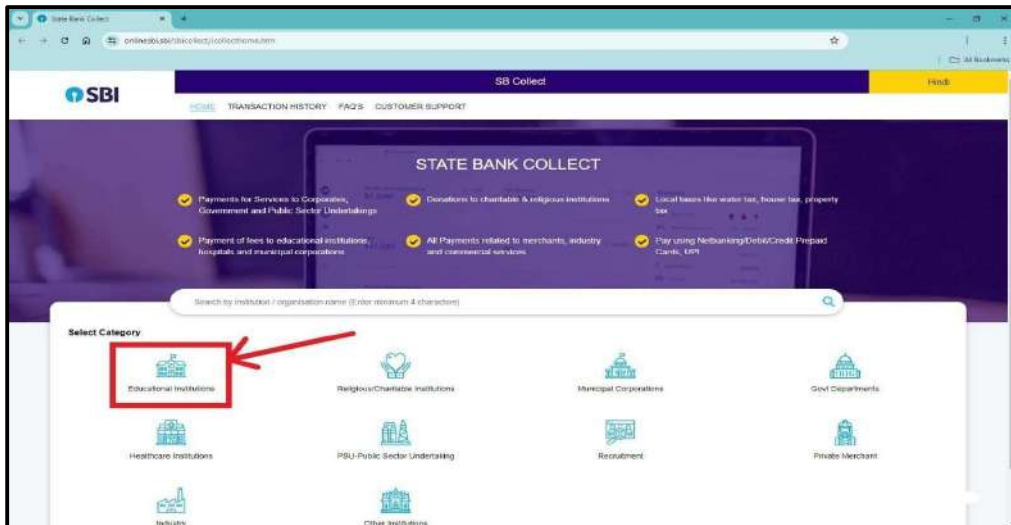 State Bank Collect
onlinesbi.sbi/sbicollect/icollecthome.htm
All Bookmarks
SBI
SB Collect
Hindi
HOME TRANSACTION HISTORY FAQ'S CUSTOMER SUPPORT
STATE BANK COLLECT
Payments for Services to Corporates,
Government and Public Sector Undertakings
Donations to charitable & religious institutions
Local taxes like water tax, house tax, property
tax
Payment of fees to educational institutions,
hospitals and municipal corporations
All Payments related to merchants, industry
and commercial services
Pay using Netbanking/Debit/Credit Prepaid
Cards, UPI
Search by institution / organisation name (Enter minimum 4 characters)
Select Category
Educational Institutions
Religious/Charitable Institutions
Municipal Corporations
Govt Departments
Healthcare Institutions
PSU-Public Sector Undertaking
Recruitment
Private Merchant
Industry
Other Institutions